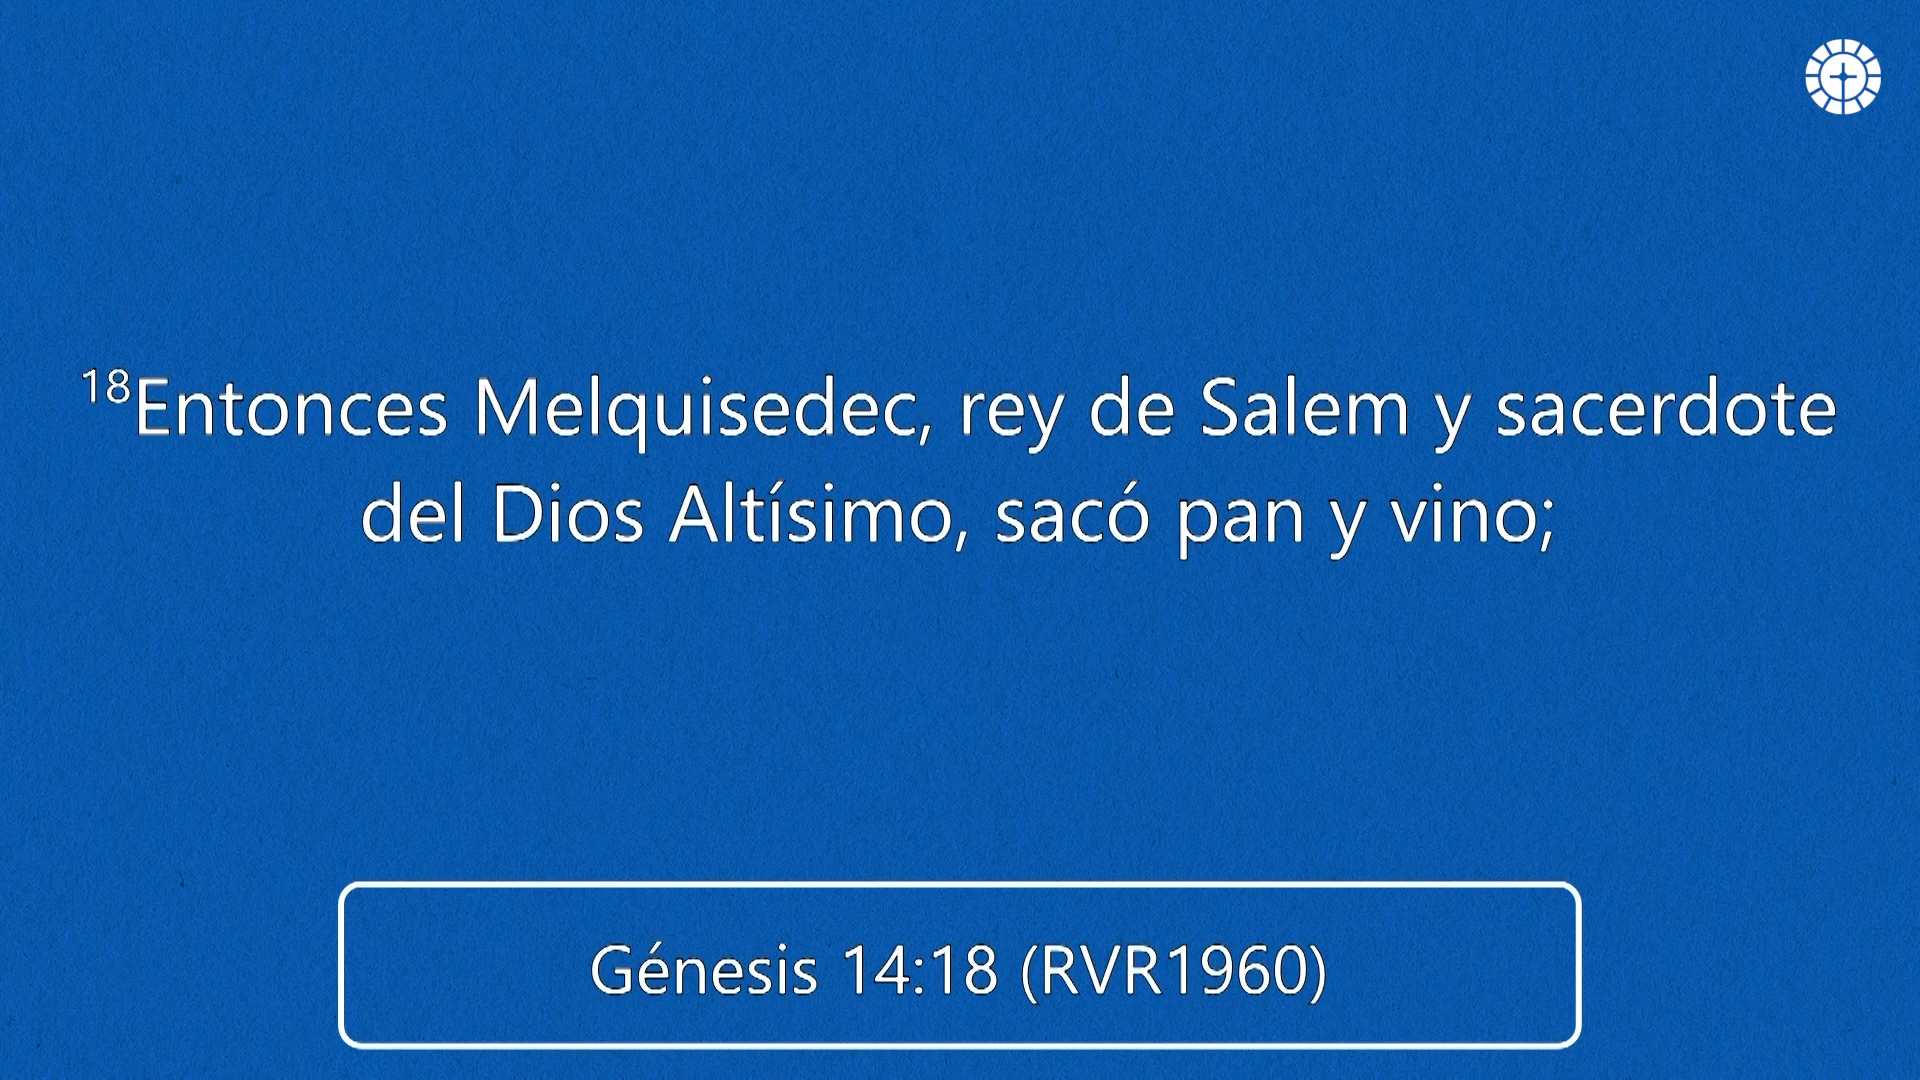 ¹⁸Entonces Melquisedec, rey de Salem y sacerdote
del Dios Altísimo, sacó pan y vino;
Génesis 14:18 (RVR1960)